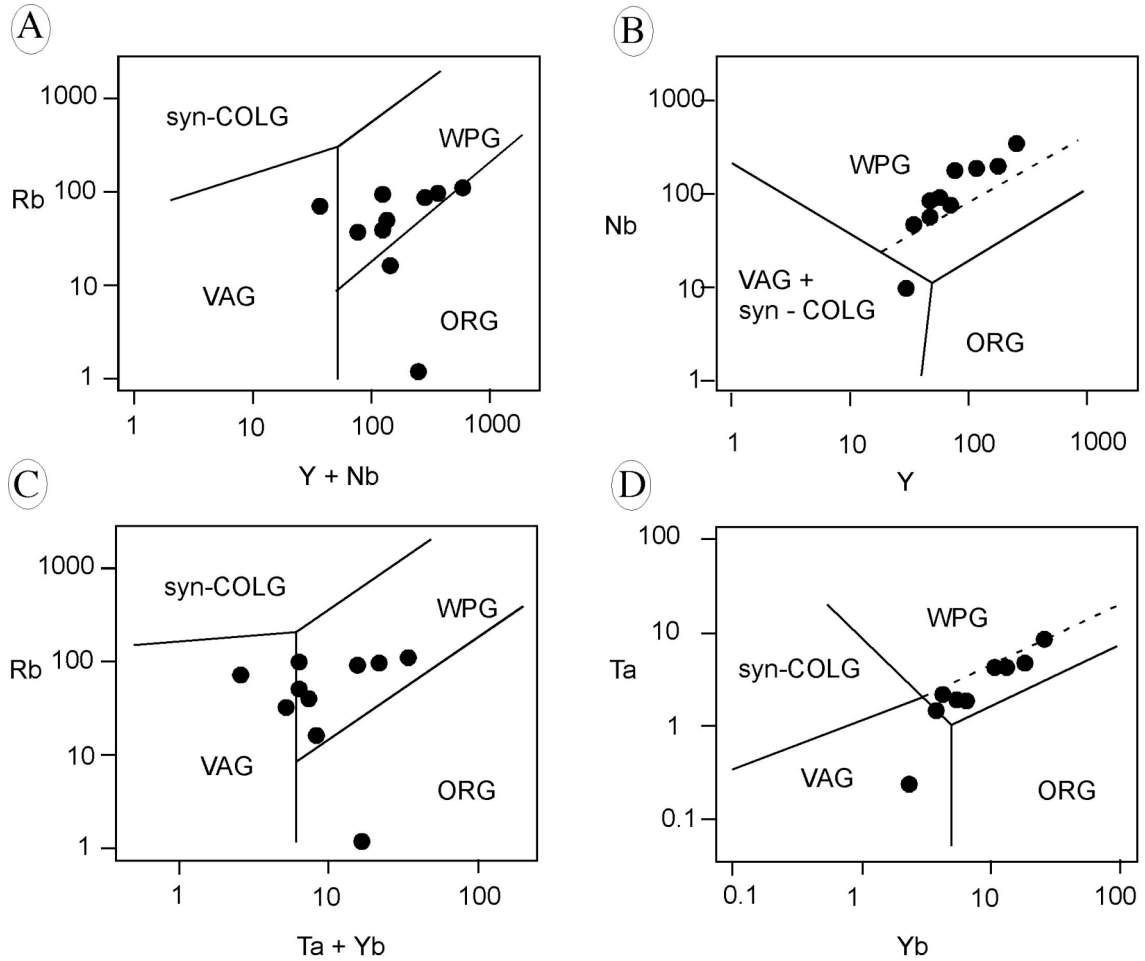 A
1000
100
10
1
Rb
syn-COLG
WPG
VAG
ORG
1 10 100 1000
Y + Nb
B
1000
100
10
1
Nb
WPG
VAG +
syn - COLG
ORG
1 10 100 1000
Y
C
1000
100
10
1
Rb
syn-COLG
WPG
VAG
ORG
1 10 100
Ta + Yb
D
100
10
1
0.1
Ta
WPG
syn-COLG
VAG
ORG
0.1 1 10 100
Yb